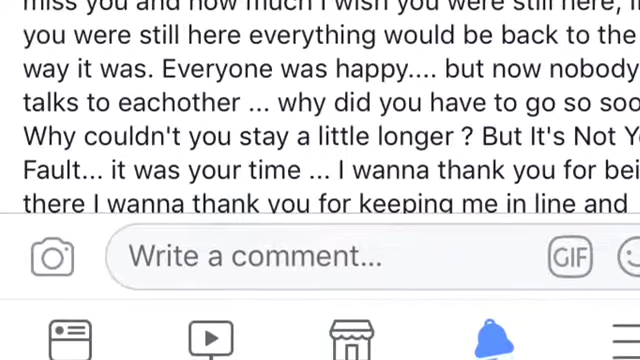 miss you and how much I wish you were still here,
you were still here everything would be back to the
way it was. Everyone was happy.... but now nobody
talks to eachother ... why did you have to go so
Why couldn't you stay a little longer ? But It's Not
Fault... it was your time ... I wanna thank you for
there I wanna thank you for keeping me in line and
Write a comment...
GIF